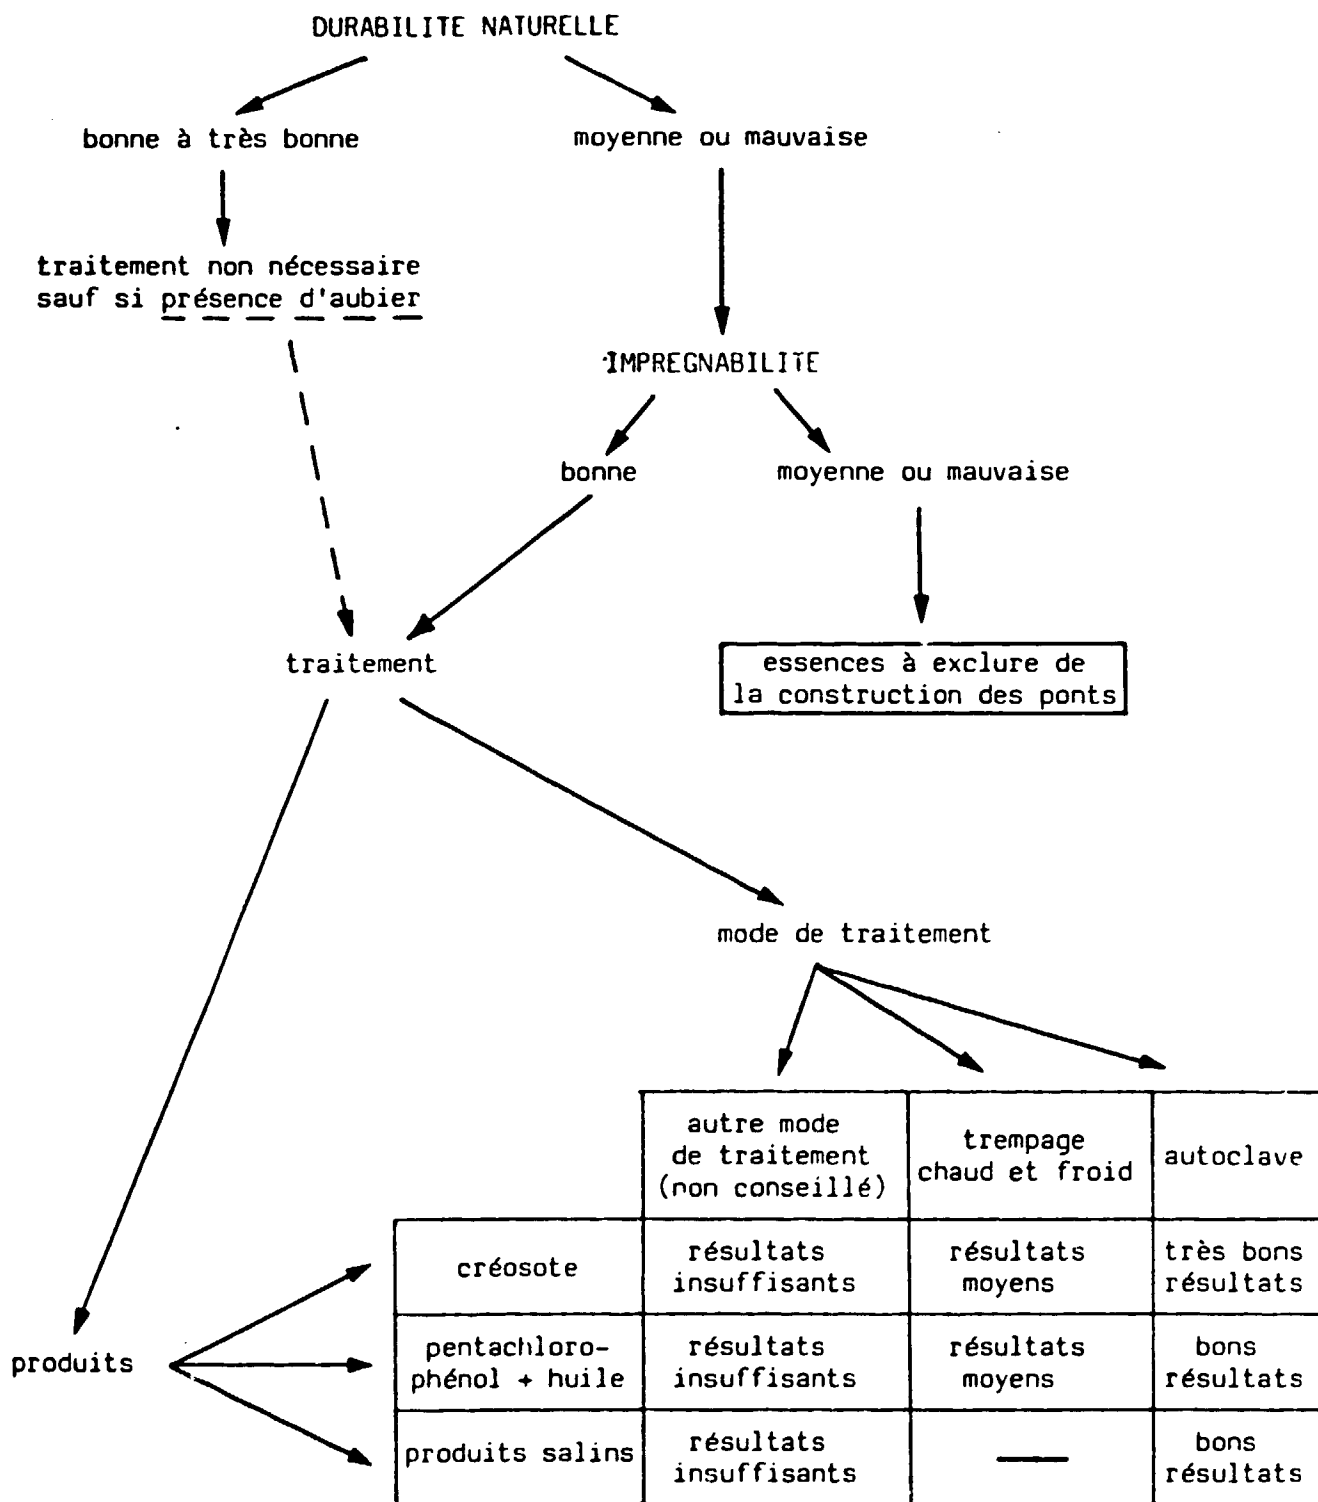 DURABILITE NATURELLE
bonne à très bonne
moyenne ou mauvaise
traitement non nécessaire
sauf si présence d'aubier
IMPREGNABILITE
bonne
moyenne ou mauvaise
traitement
essences à exclure de
la construction des ponts
mode de traitement
autre mode
de traitement
(non conseillé)
trempage
chaud et froid
autoclave
créosote
résultats
insuffisants
résultats
moyens
très bons
résultats
produits
pentachloro-
phénol + huile
résultats
insuffisants
résultats
moyens
bons
résultats
produits salins
résultats
insuffisants
—
bons
résultats